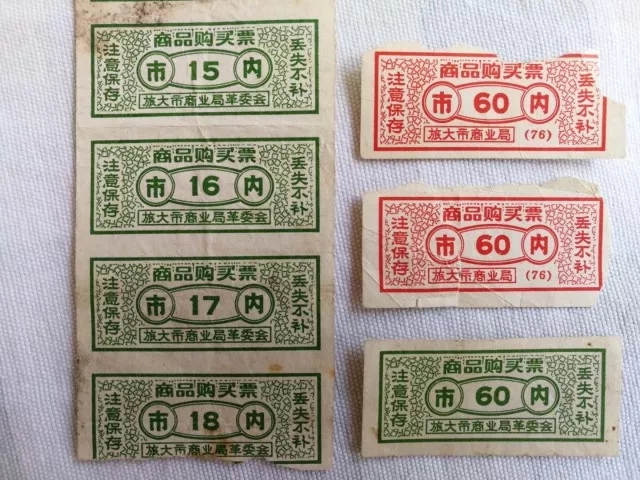 商品购买票
注意保存
市 15 内
丢失不补
旅大市商业局革委会
商品购买票
注意保存
市 16 内
丢失不补
旅大市商业局革委会
商品购买票
注意保存
市 17 内
丢失不补
旅大市商业局革委会
商品购买票
注意保存
市 18 内
丢失不补
旅大市商业局革委会
商品购买票
注意保存
市 60 内
丢失不补
旅大市商业局 (76)
商品购买票
注意保存
市 60 内
丢失不补
旅大市商业局 (76)
商品购买票
注意保存
市 60 内
丢失不补
旅大市商业局革委会